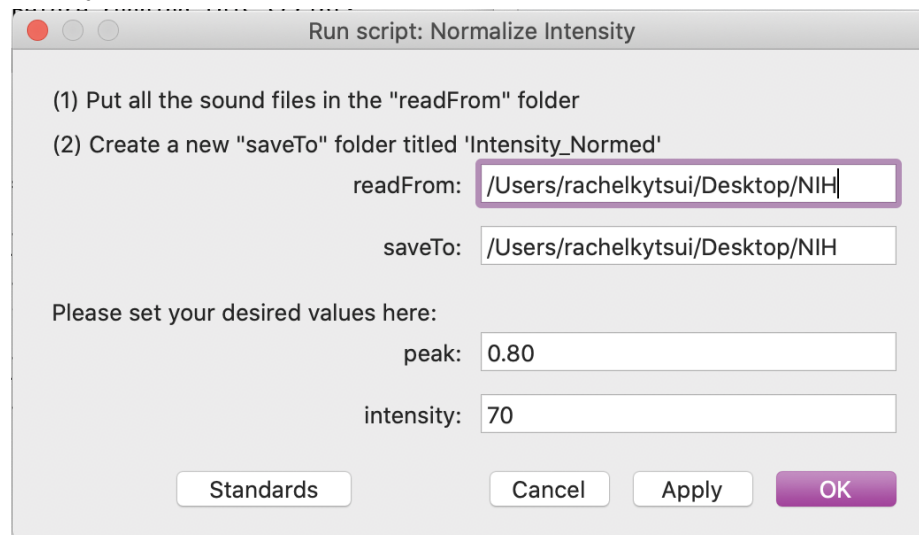 Run script: Normalize Intensity
(1) Put all the sound files in the "readFrom" folder
(2) Create a new "saveTo" folder titled 'Intensity_Normed'
readFrom: /Users/rachelkytsui/Desktop/NIH
saveTo: /Users/rachelkytsui/Desktop/NIH
Please set your desired values here:
peak: 0.80
intensity: 70
Standards Cancel Apply OK